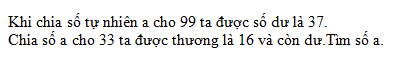 Khi chia số tự nhiên a cho 99 ta được số dư là 37.
Chia số a cho 33 ta được thương là 16 và còn dư.Tìm số a.